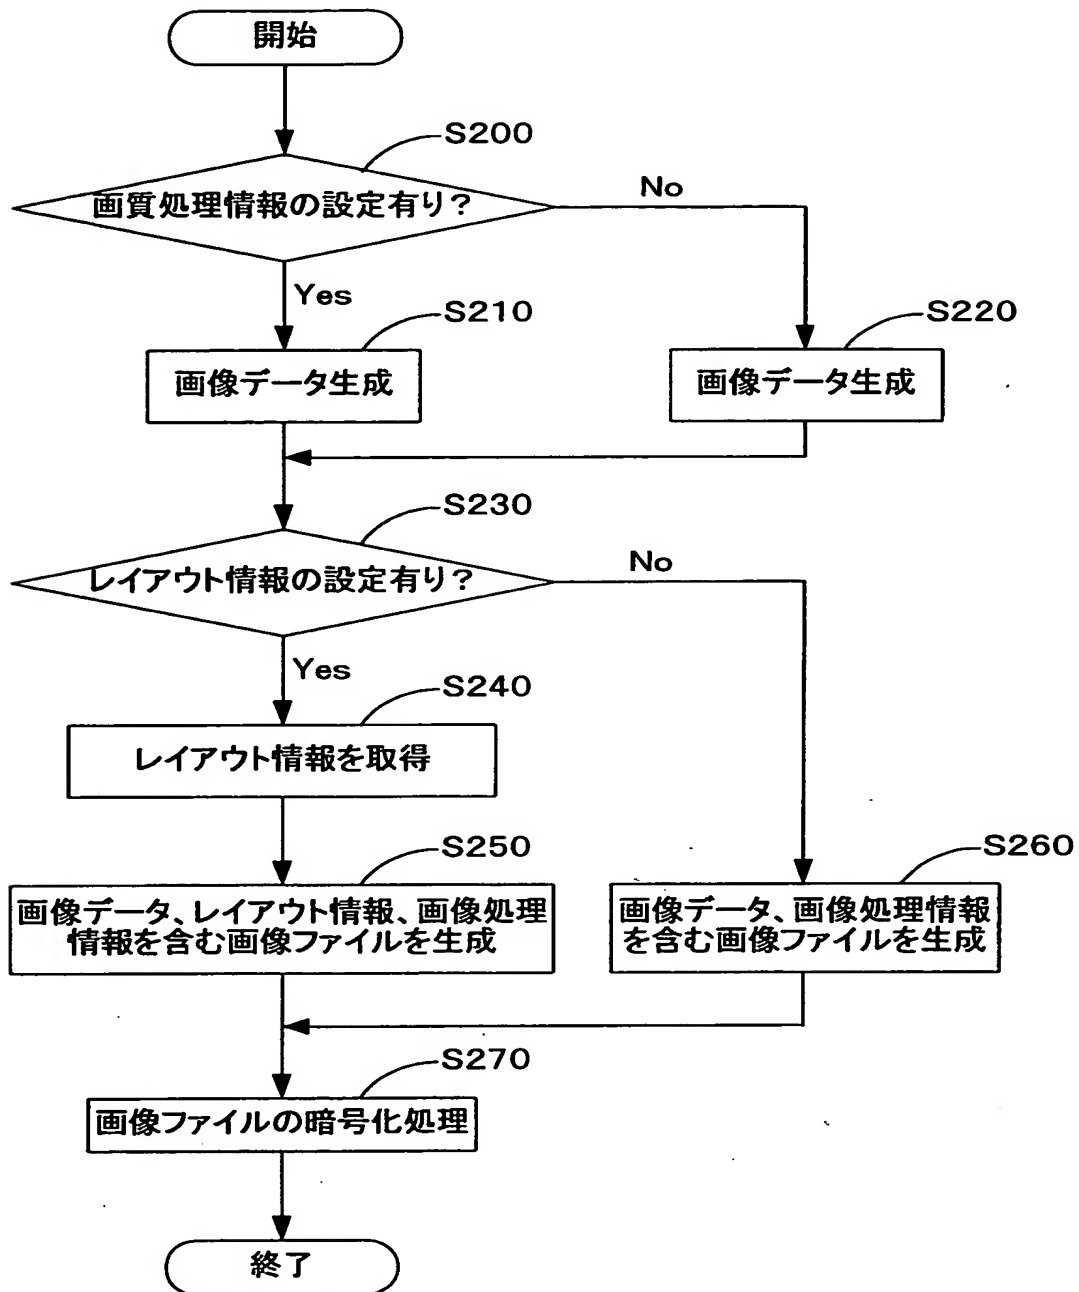 開始
S200
画質処理情報の設定有り?
No
Yes
S210
S220
画像データ生成
画像データ生成
S230
レイアウト情報の設定有り?
No
Yes
S240
レイアウト情報を取得
S250
S260
画像データ、レイアウト情報、画像処理
情報を含む画像ファイルを生成
画像データ、画像処理情報
を含む画像ファイルを生成
S270
画像ファイルの暗号化処理
終了